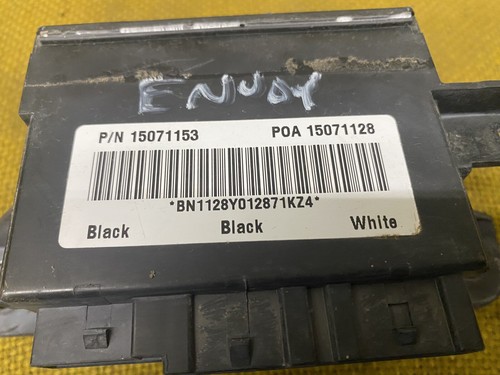 ENVOY
P/N 15071153 POA 15071128
*BN1128Y012871KZ4*
Black Black White